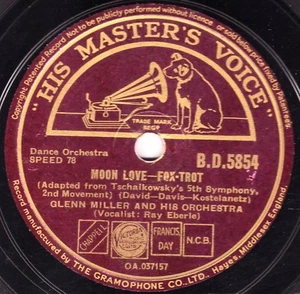 Copyright. Patented. Record Not to be publicly performed without licence, or sold below price fixed by Patentees.
"HIS MASTER'S VOICE"
TRADE MARK
REGD
Dance Orchestra
SPEED 78
B.D.5854
MOON LOVE—FOX-TROT
(Adapted from Tschaikowsky's 5th Symphony,
2nd Movement) (David—Davis—Kostelanetz)
GLENN MILLER AND HIS ORCHESTRA
(Vocalist: Ray Eberle)
CHAPPELL
FRANCIS
DAY
N.C.B.
OA.037157
Made by THE GRAMOPHONE CO., LTD., Hayes, Middlesex, England.